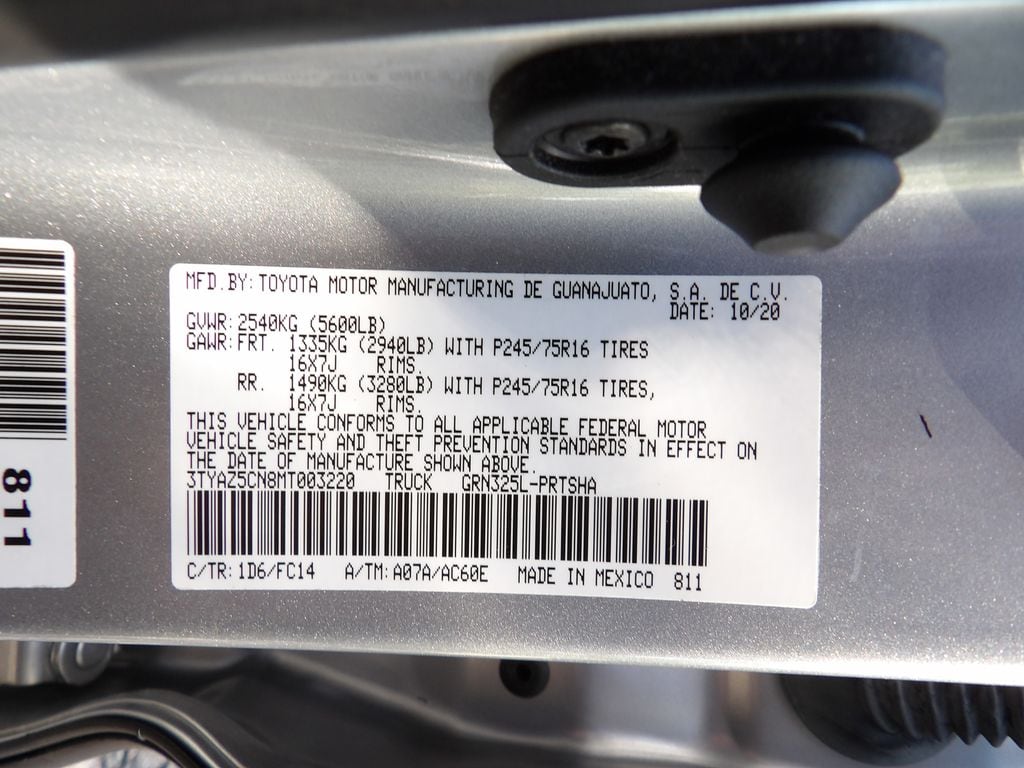 MFD.BY:TOYOTA MOTOR MANUFACTURING DE GUANAJUATO, S.A. DE C.V.
DATE: 10/20
GVWR:2540KG (5600LB)
GAWR:FRT. 1335KG (2940LB) WITH P245/75R16 TIRES
16X7J RIMS.
RR. 1490KG (3280LB) WITH P245/75R16 TIRES,
16X7J RIMS.
THIS VEHICLE CONFORMS TO ALL APPLICABLE FEDERAL MOTOR
VEHICLE SAFETY AND THEFT PREVENTION STANDARDS IN EFFECT ON
THE DATE OF MANUFACTURE SHOWN ABOVE.
3TYAZ5CN8MT003220 TRUCK GRN325L-PRTSHA
C/TR:1D6/FC14 A/TM:A07A/AC60E MADE IN MEXICO 811
811